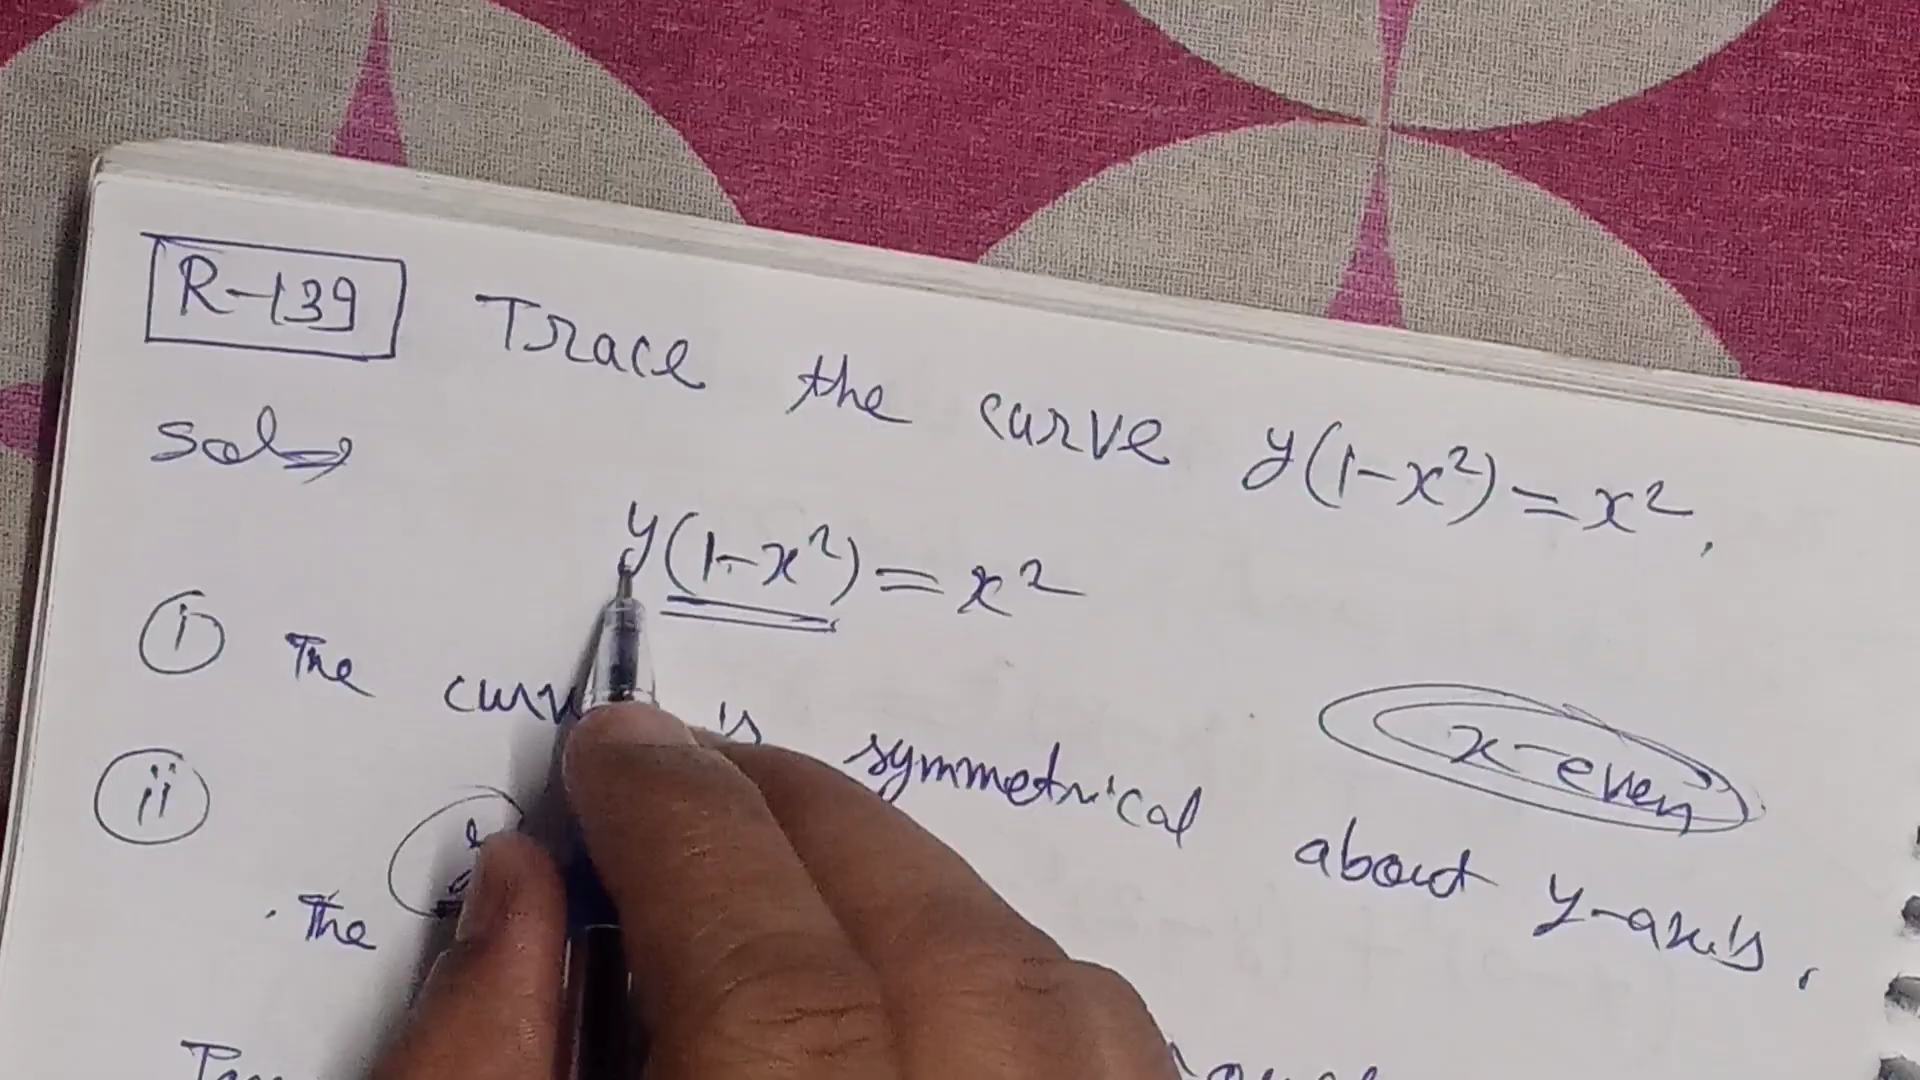 R-139 Trace the curve y(1-x²) = x².
Sol⇒
y(1-x²) = x²
(i) The curve is symmetrical about y-axis.
x-even
(ii)
The